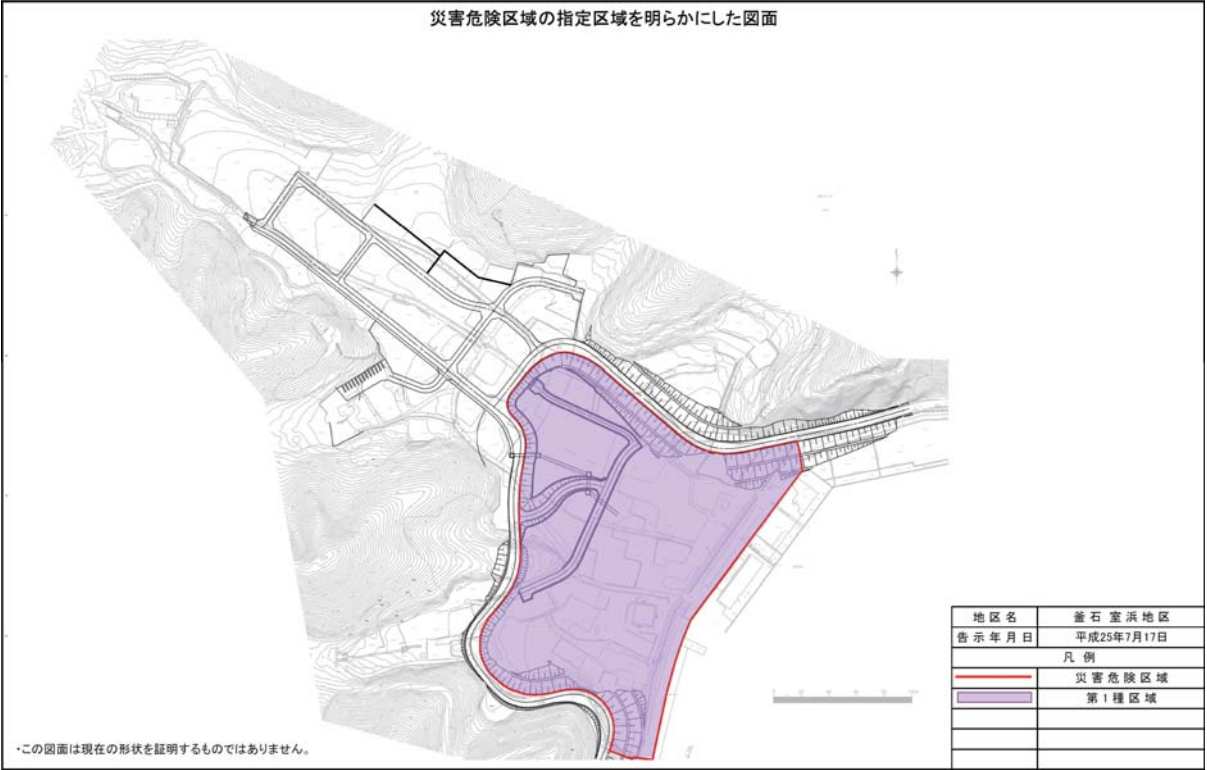 災害危険区域の指定区域を明らかにした図面
地区名 釜石 室浜地区
告示年月日 平成25年7月17日
凡例
災害危険区域
第1種区域
・この図面は現在の形状を証明するものではありません。